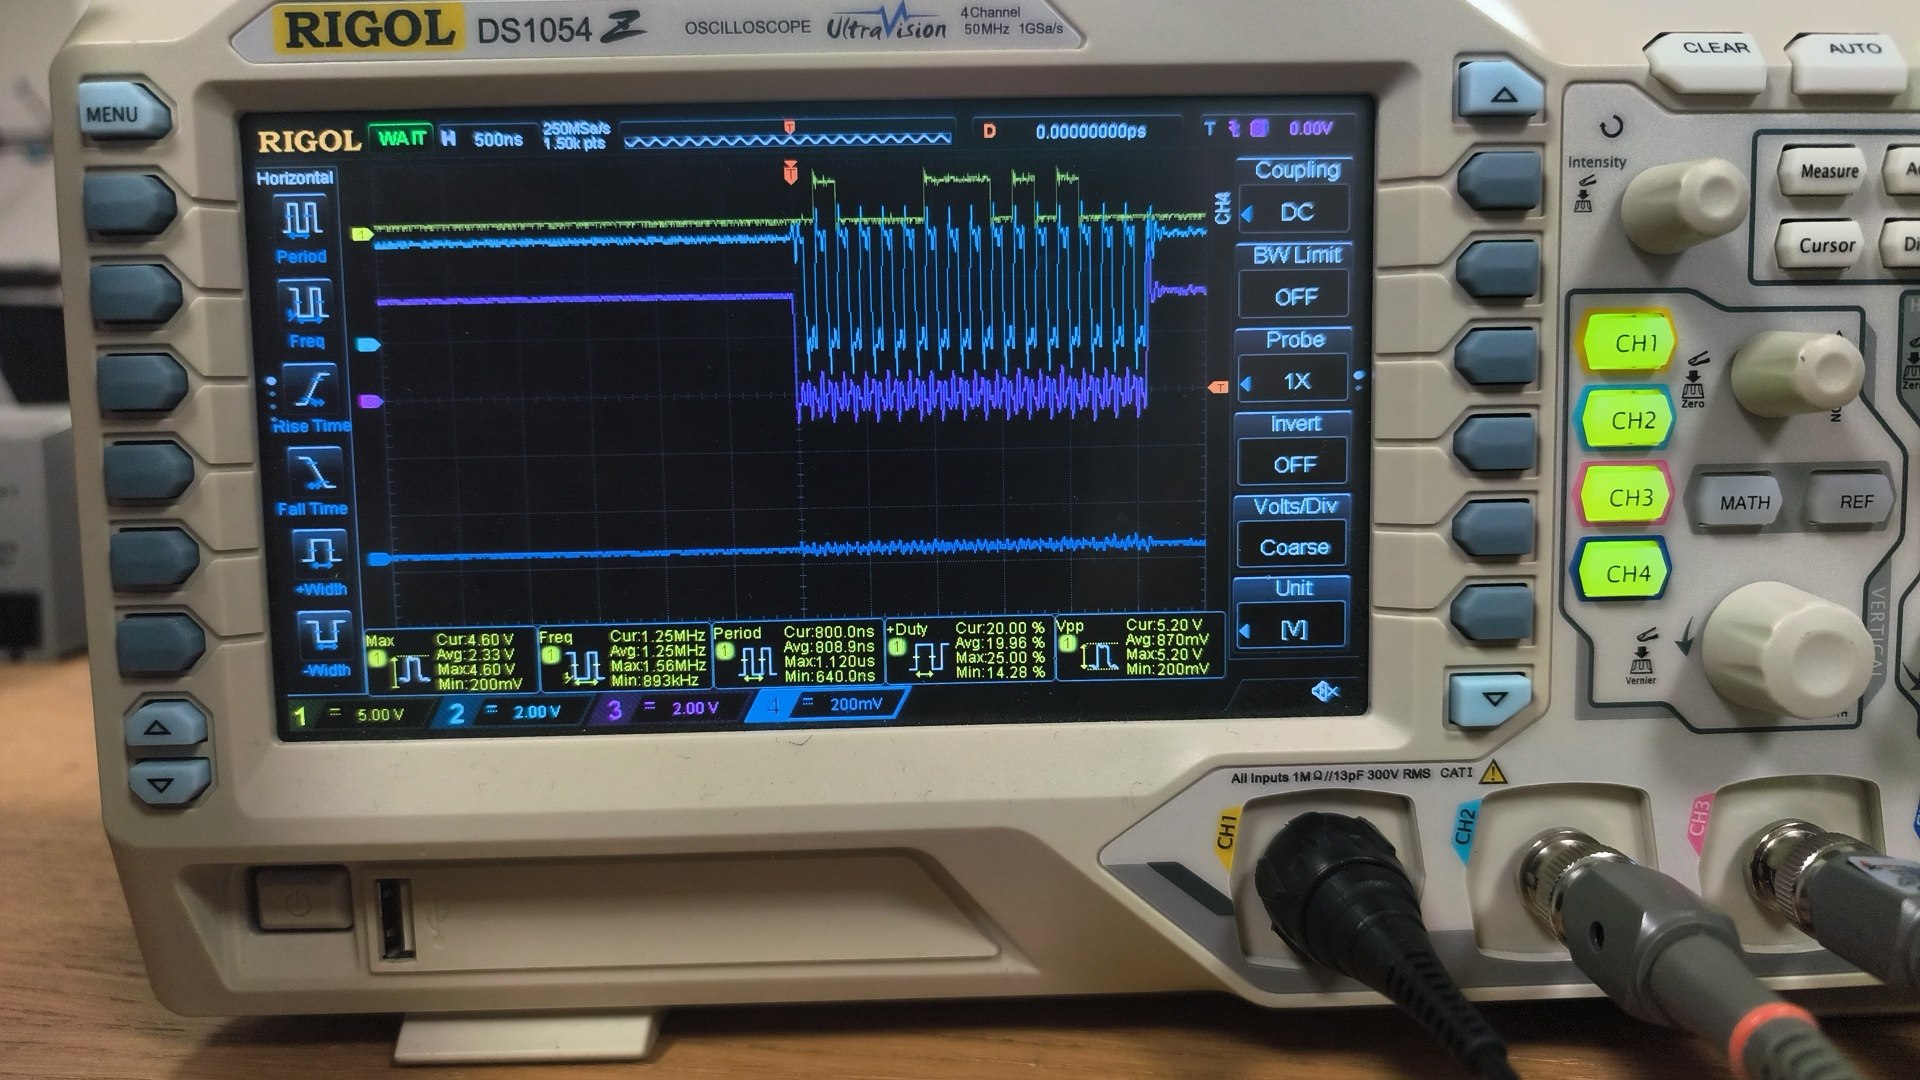 RIGOL DS1054 Z OSCILLOSCOPE UltraVision 4 Channel
50MHz 1GSa/s
CLEAR AUTO
MENU
RIGOL WAIT H 500ns 250MSa/s
1.50k pts
D 0.00000000ps T 0.00V
Horizontal
Period
Freq
Rise Time
Fall Time
+Width
-Width
CH4
Coupling
DC
BW Limit
OFF
Probe
1X
Invert
OFF
Volts/Div
Coarse
Unit
[V]
Max
Cur:4.60 V
Avg:2.33 V
Max:4.60 V
Min:200mV
Freq
Cur:1.25MHz
Avg:1.25MHz
Max:1.56MHz
Min:893kHz
Period
Cur:800.0ns
Avg:808.9ns
Max:1.120us
Min:640.0ns
+Duty
Cur:20.00 %
Avg:19.96 %
Max:25.00 %
Min:14.28 %
Vpp
Cur:5.20 V
Avg:870mV
Max:5.20 V
Min:200mV
1 = 5.00 V 2 = 2.00 V 3 = 2.00 V 4 = 200mV
Intensity
Measure
Cursor
CH1
CH2
CH3
CH4
Zero
MATH REF
VERTICAL
Vernier
All Inputs 1MΩ//13pF 300V RMS CATI
CH1
CH2
CH3